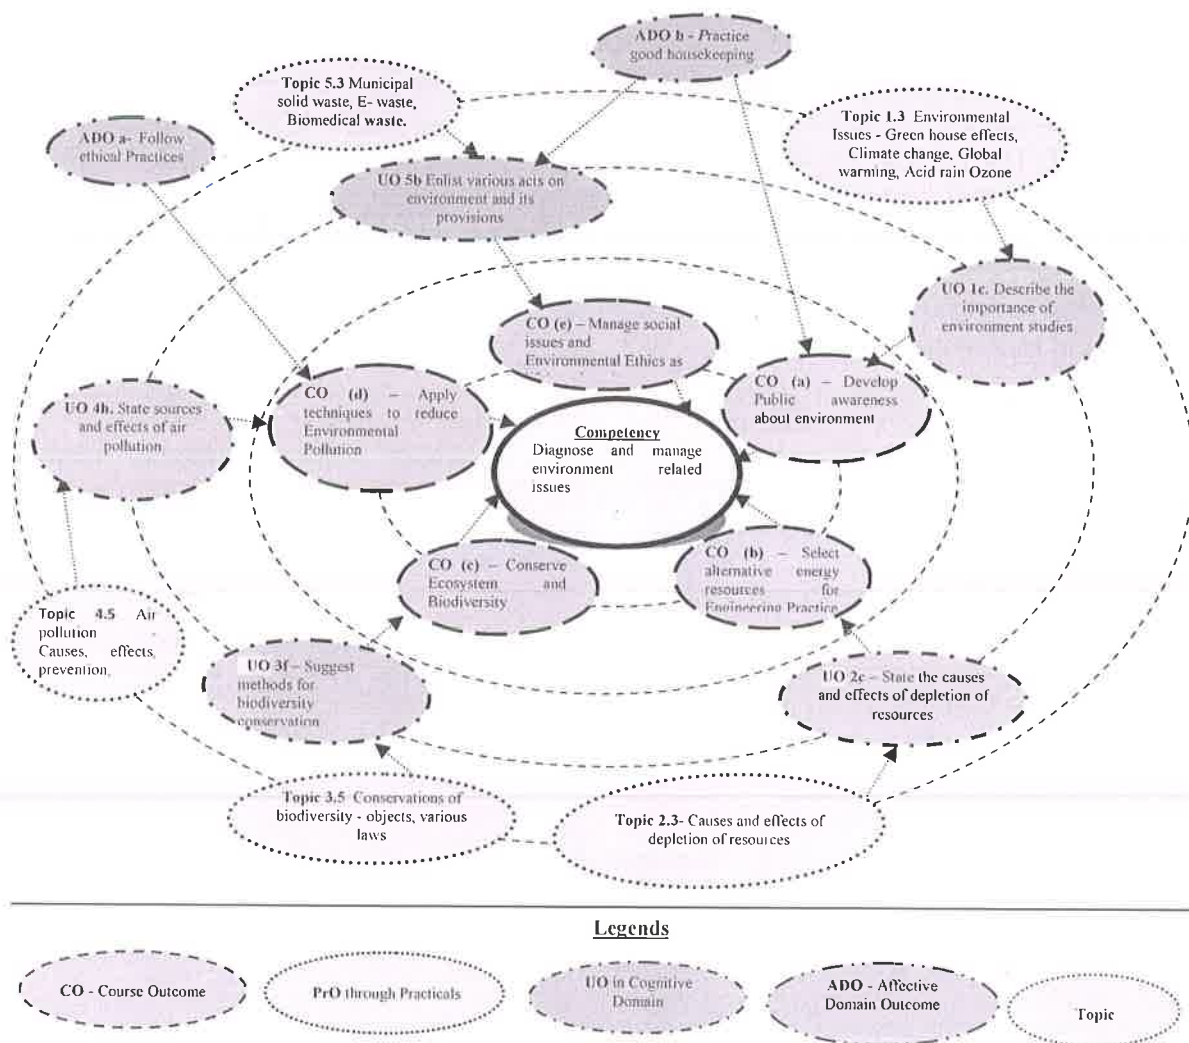 ADO b - Practice
good housekeeping
Topic 5.3 Municipal
solid waste, E- waste,
Biomedical waste.
Topic 1.3 Environmental
Issues - Green house effects,
Climate change, Global
warming, Acid rain Ozone
ADO a- Follow
ethical Practices
UO 5b Enlist various acts on
environment and its
provisions
UO 1c. Describe the
importance of
environment studies
CO (e) – Manage social
issues and
Environmental Ethics as
CO (d) – Apply
techniques to reduce
Environmental
Pollution
CO (a) – Develop
Public awareness
about environment
UO 4b. State sources
and effects of air
pollution
Competency
Diagnose and manage
environment related
issues
CO (c) – Conserve
Ecosystem and
Biodiversity
CO (b) – Select
alternative energy
resources for
Engineering Practice
Topic 4.5 Air
pollution
Causes, effects,
prevention,
UO 3f – Suggest
methods for
biodiversity
conservation
UO 2c – State the causes
and effects of depletion of
resources
Topic 3.5 Conservations of
biodiversity - objects, various
laws
Topic 2.3- Causes and effects of
depletion of resources
Legends
CO - Course Outcome
PrO through Practicals
UO in Cognitive
Domain
ADO - Affective
Domain Outcome
Topic